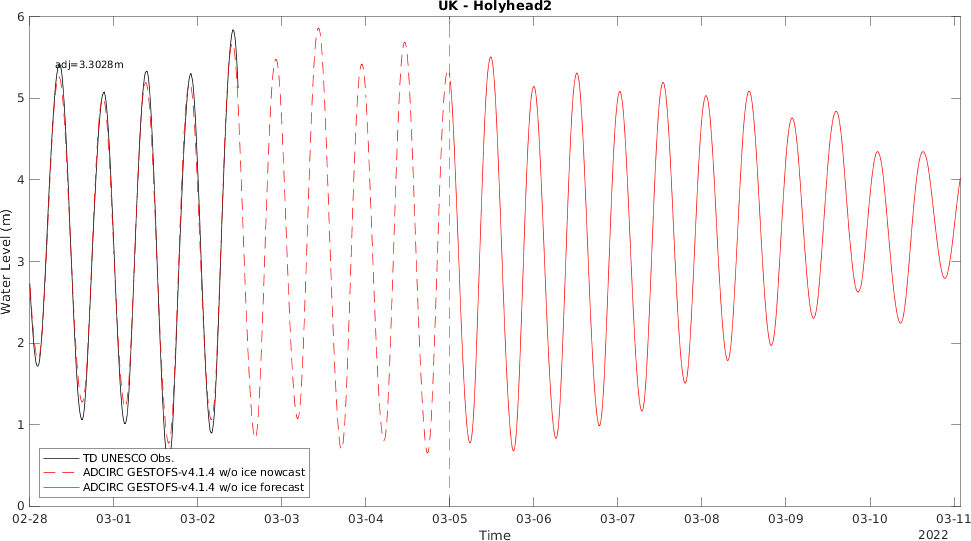 UK - Holyhead2
6
adj=3.3028m
5
4
3
2
1
0
Water Level (m)
TD UNESCO Obs.
ADCIRC GESTOFS-v4.1.4 w/o ice nowcast
ADCIRC GESTOFS-v4.1.4 w/o ice forecast
02-28 03-01 03-02 03-03 03-04 03-05 03-06 03-07 03-08 03-09 03-10 03-11
Time
2022